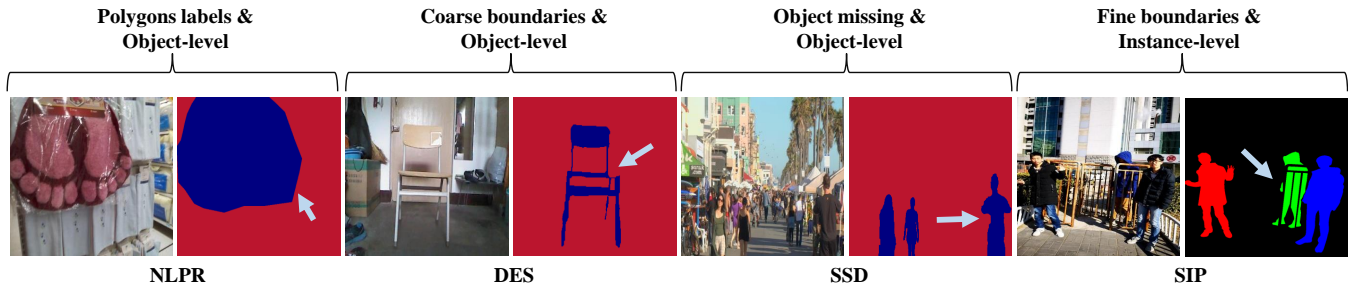 Polygons labels &
Object-level
Coarse boundaries &
Object-level
Object missing &
Object-level
Fine boundaries &
Instance-level
NLPR
DES
SSD
SIP